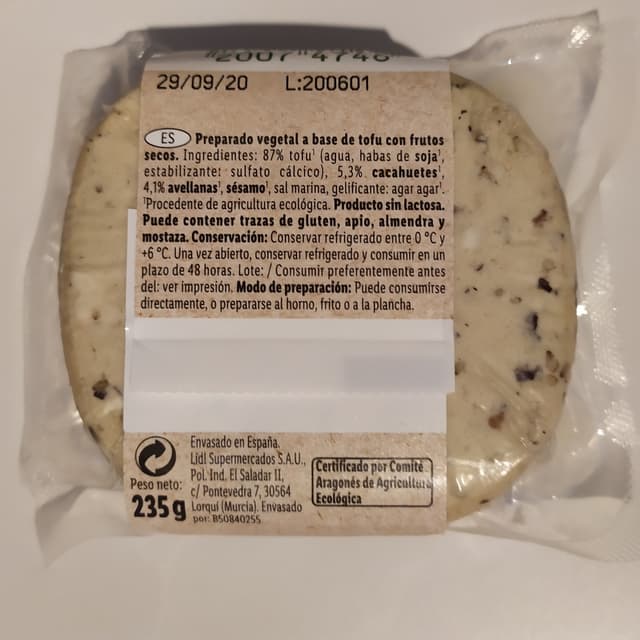 29/09/20 L:200601
ES Preparado vegetal a base de tofu con frutos
secos. Ingredientes: 87% tofu¹ (agua, habas de soja¹,
estabilizante: sulfato cálcico), 5,3% cacahuetes¹,
4,1% avellanas¹, sésamo¹, sal marina, gelificante: agar agar¹.
¹Procedente de agricultura ecológica. Producto sin lactosa.
Puede contener trazas de gluten, apio, almendra y
mostaza. Conservación: Conservar refrigerado entre 0 °C y
+6 °C. Una vez abierto, conservar refrigerado y consumir en un
plazo de 48 horas. Lote: / Consumir preferentemente antes
del: ver impresión. Modo de preparación: Puede consumirse
directamente, o prepararse al horno, frito o a la plancha.
Peso neto:
235g
Envasado en España.
Lidl Supermercados S.A.U.,
Pol. Ind. El Saladar II,
c/ Pontevedra 7, 30564
Lorquí (Murcia). Envasado
por: B50840255
Certificado por Comité
Aragonés de Agricultura
Ecológica